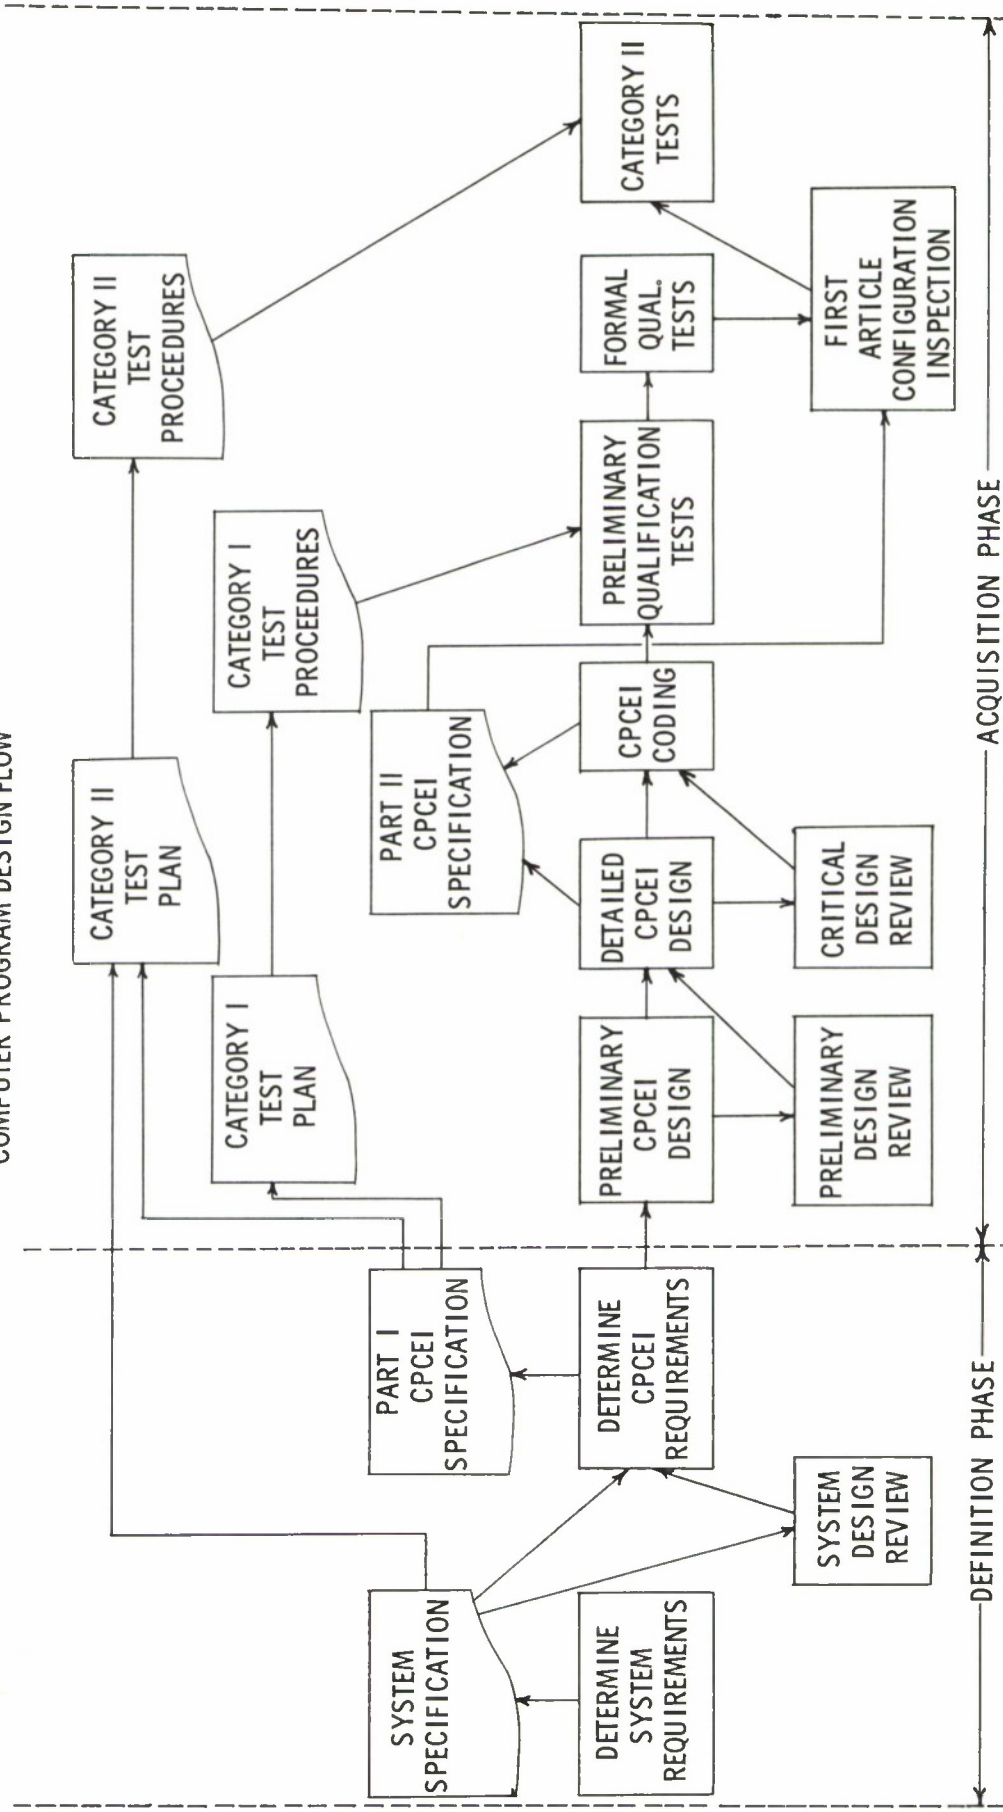 COMPUTER PROGRAM DESIGN FLOW
CATEGORY II
TEST
PLAN
CATEGORY II
TEST
PROCEDURES
CATEGORY I
TEST
PLAN
CATEGORY I
TEST
PROCEEDURES
SYSTEM
SPECIFICATION
PART I
CPCEI
SPECIFICATION
PART II
CPCEI
SPECIFICATION
DETERMINE
SYSTEM
REQUIREMENTS
DETERMINE
CPCEI
REQUIREMENTS
PRELIMINARY
CPCEI
DESIGN
DETAILED
CPCEI
DESIGN
CPCEI
CODING
PRELIMINARY
QUALIFICATION
TESTS
FORMAL
QUAL.
TESTS
CATEGORY II
TESTS
SYSTEM
DESIGN
REVIEW
PRELIMINARY
DESIGN
REVIEW
CRITICAL
DESIGN
REVIEW
FIRST
ARTICLE
CONFIGURATION
INSPECTION
DEFINITION PHASE
ACQUISITION PHASE